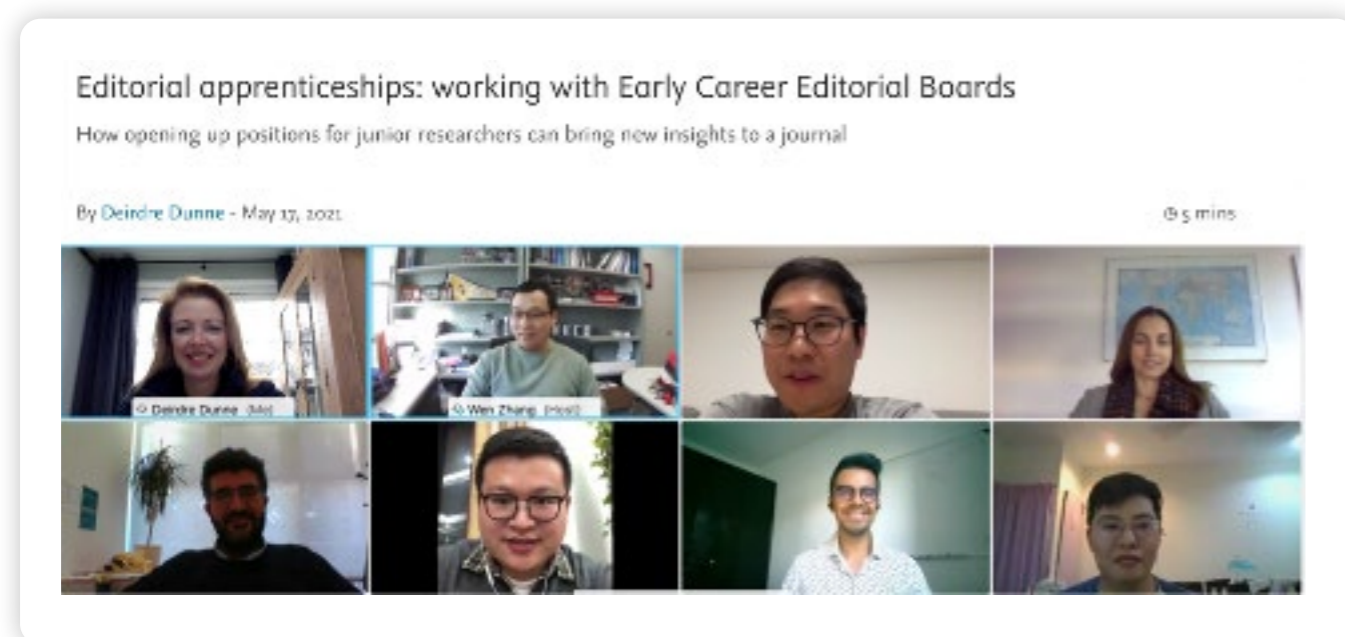 Editorial apprenticeships: working with Early Career Editorial Boards
How opening up positions for junior researchers can bring new insights to a journal
By Deirdre Dunne - May 17, 2021
5 mins
Deirdre Dunne (Me)
Wen Zhang (Host)